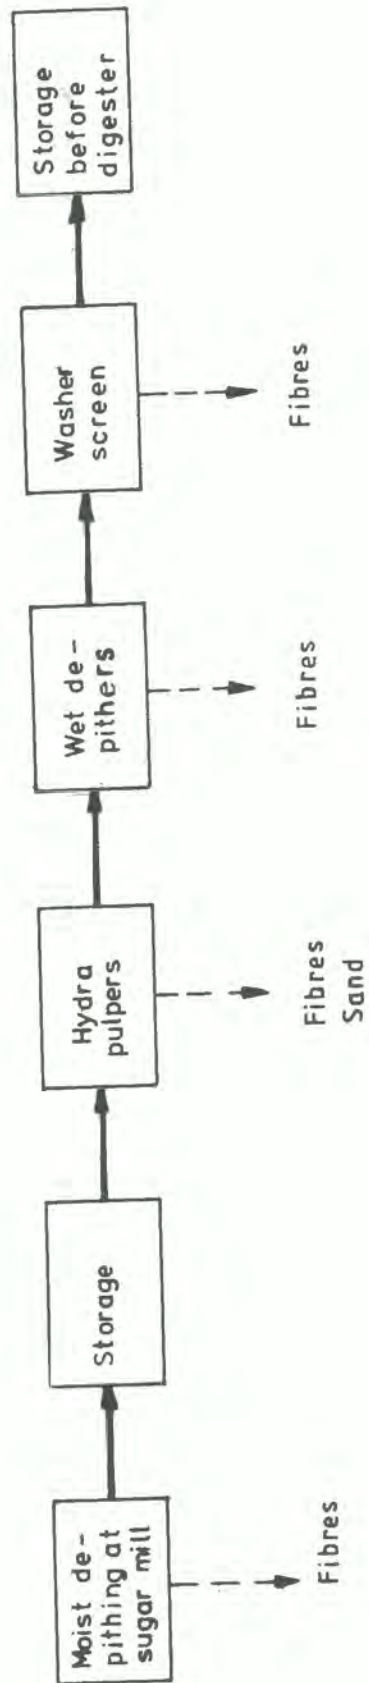 Moist de-
pithing at
sugar mill
Fibres
Storage
Hydra
pulpers
Fibres
Sand
Wet de-
pithers
Fibres
Washer
screen
Fibres
Storage
before
digester